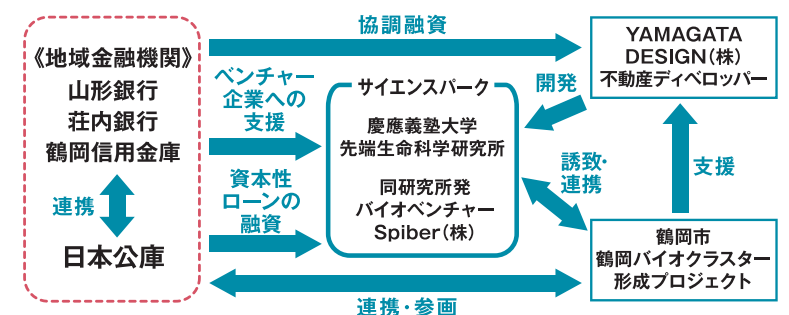 協調融資
《地域金融機関》
山形銀行
荘内銀行
鶴岡信用金庫
連携
日本公庫
ベンチャー
企業への
支援
資本性
ローンの
融資
サイエンスパーク
慶應義塾大学
先端生命科学研究所
同研究所発
バイオベンチャー
Spiber(株)
開発
誘致・
連携
YAMAGATA
DESIGN(株)
不動産ディベロッパー
支援
鶴岡市
鶴岡バイオクラスター
形成プロジェクト
連携・参画